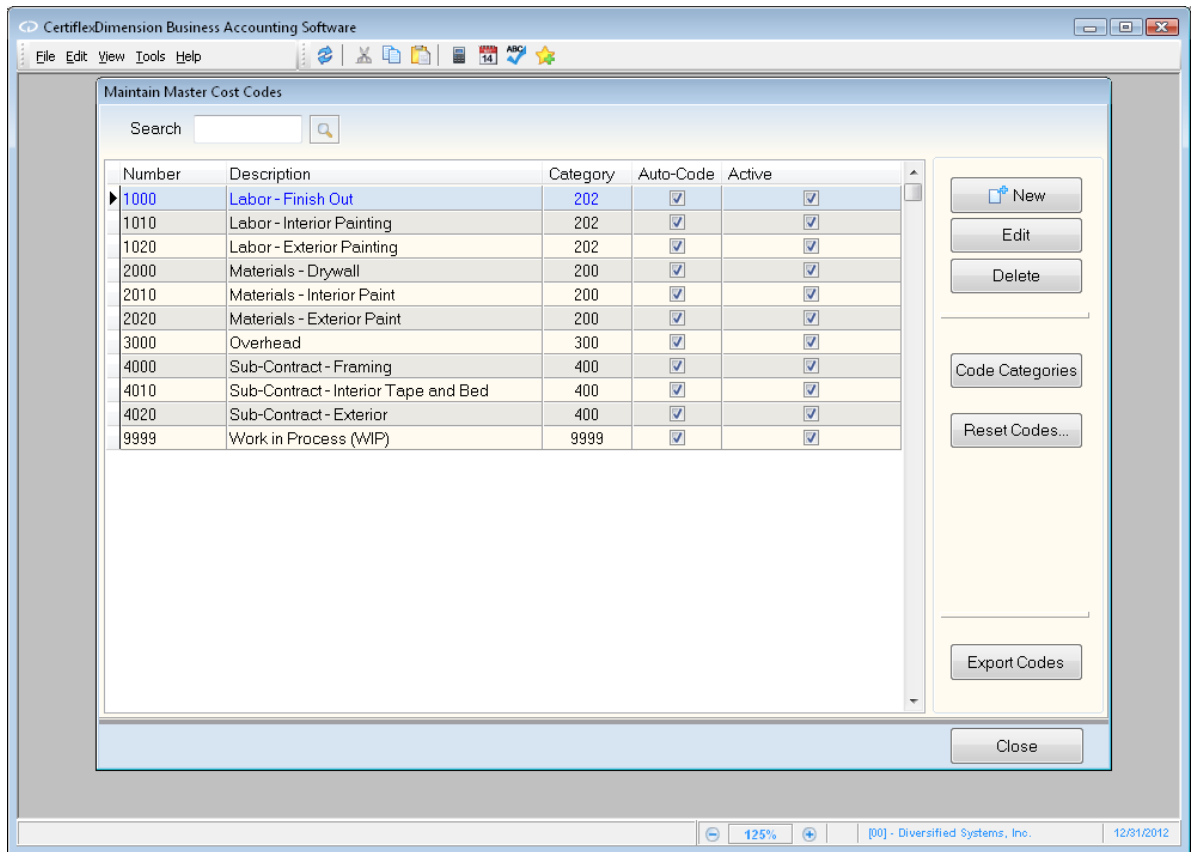 CertiflexDimension Business Accounting Software
File Edit View Tools Help
14 ABC
Maintain Master Cost Codes
Search
Number Description Category Auto-Code Active
1000 Labor - Finish Out 202
1010 Labor - Interior Painting 202
1020 Labor - Exterior Painting 202
2000 Materials - Drywall 200
2010 Materials - Interior Paint 200
2020 Materials - Exterior Paint 200
3000 Overhead 300
4000 Sub-Contract - Framing 400
4010 Sub-Contract - Interior Tape and Bed 400
4020 Sub-Contract - Exterior 400
9999 Work in Process (WIP) 9999
New
Edit
Delete
Code Categories
Reset Codes...
Export Codes
Close
125% [00] - Diversified Systems, Inc. 12/31/2012